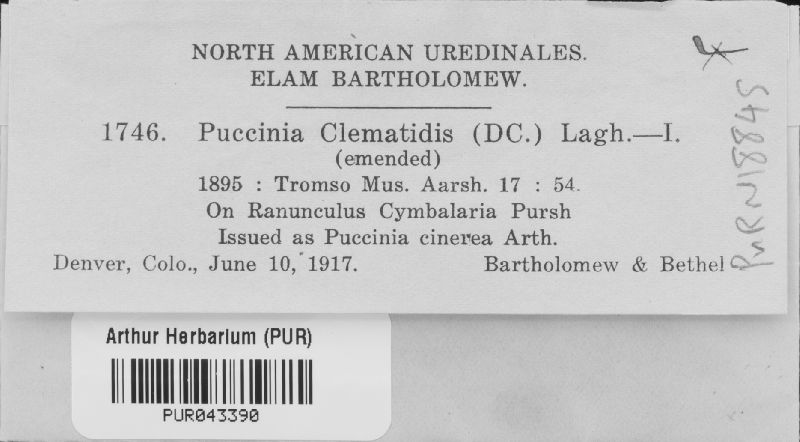 NORTH AMERICAN UREDINALES.
ELAM BARTHOLOMEW.
1746. Puccinia Clematidis (DC.) Lagh.—I.
(emended)
1895 : Tromso Mus. Aarsh. 17 : 54.
On Ranunculus Cymbalaria Pursh
Issued as Puccinia cinerea Arth.
Denver, Colo., June 10, 1917. Bartholomew & Bethel
PUR N18845
Arthur Herbarium (PUR)
PUR043390